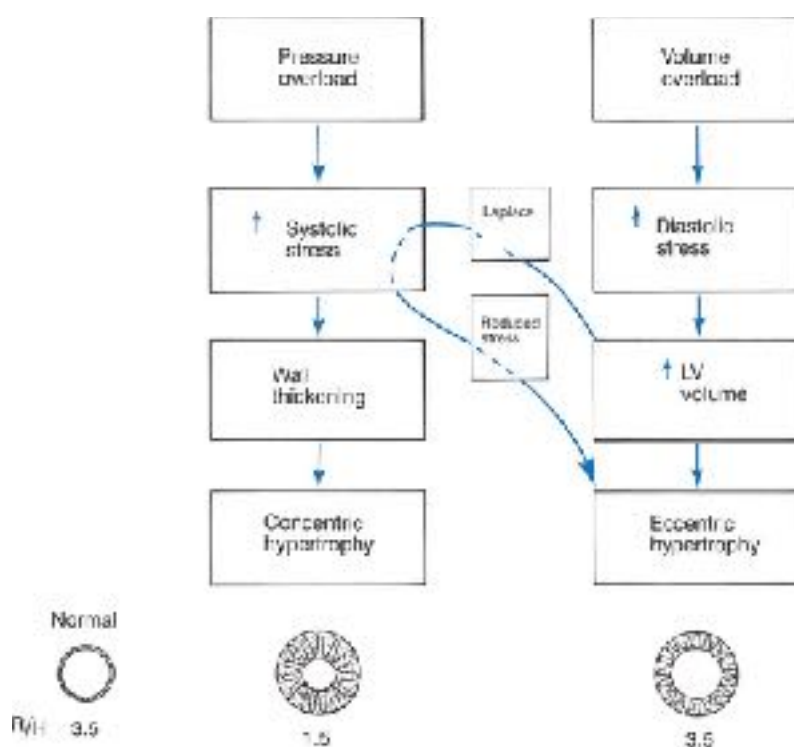 Pressure
overload
Volume
overload
↑ Systolic
stress
Laplace
↑ Diastolic
stress
Reduced
stress
Wall
thickening
↑ LV
volume
Concentric
hypertrophy
Eccentric
hypertrophy
Normal
R/H 3.5
1.5
3.5